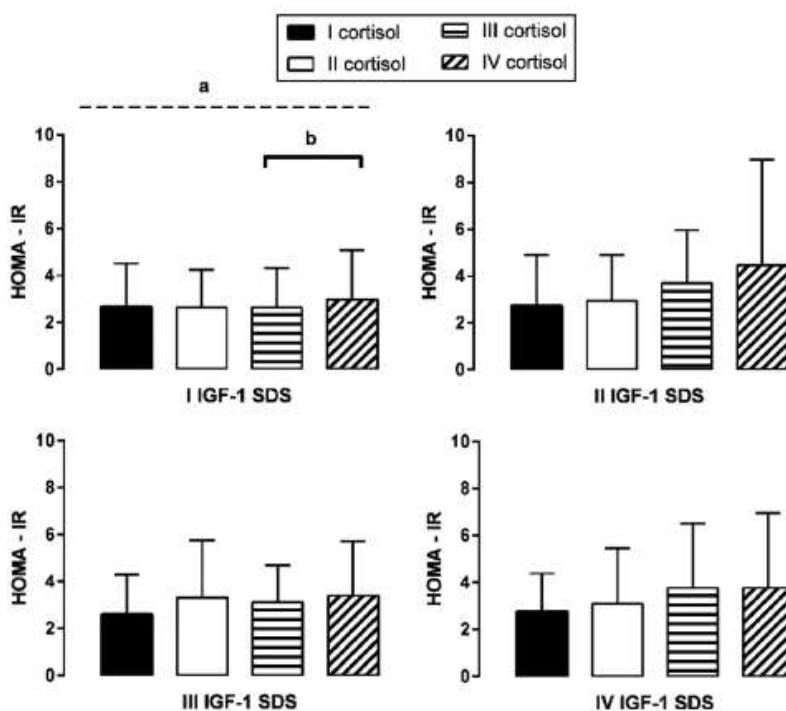 I cortisol
III cortisol
II cortisol
IV cortisol
a
b
10
8
6
4
2
0
HOMA - IR
I IGF-1 SDS
10
8
6
4
2
0
HOMA - IR
II IGF-1 SDS
10
8
6
4
2
0
HOMA - IR
III IGF-1 SDS
10
8
6
4
2
0
HOMA - IR
IV IGF-1 SDS